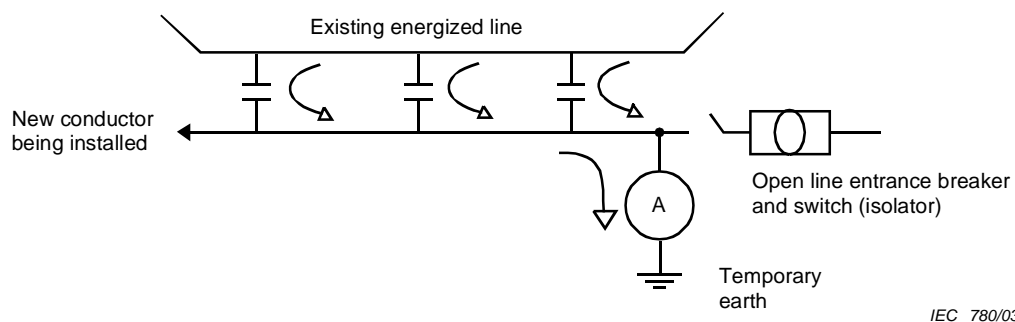 Existing energized line
New conductor
being installed
A
Open line entrance breaker
and switch (isolator)
Temporary
earth
IEC 780/03